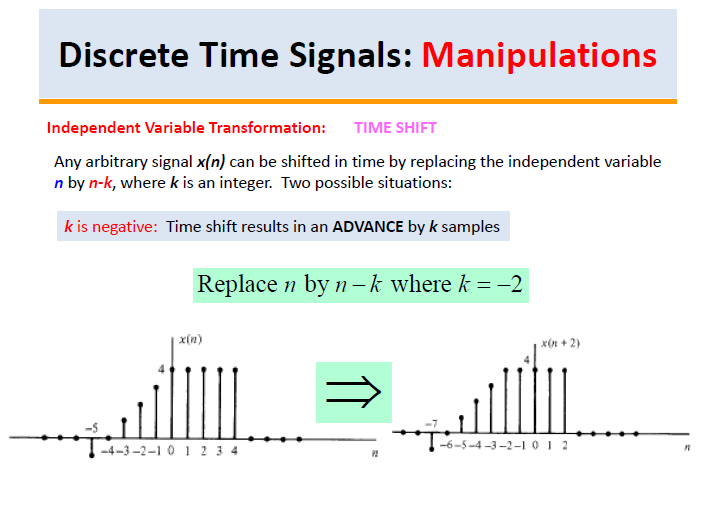 Discrete Time Signals: Manipulations
Independent Variable Transformation: TIME SHIFT
Any arbitrary signal x(n) can be shifted in time by replacing the independent variable
n by n-k, where k is an integer. Two possible situations:
k is negative: Time shift results in an ADVANCE by k samples
Replace n by n – k where k = –2
x(n)
4
–5
–4 –3 –2 –1 0 1 2 3 4
n
⇒
x(n + 2)
4
–7
–6 –5 –4 –3 –2 –1 0 1 2
n